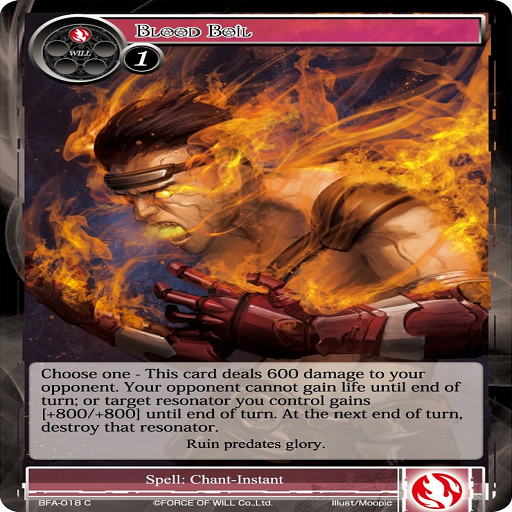 Blood Boil
WILL
1
Choose one - This card deals 600 damage to your
opponent. Your opponent cannot gain life until end of
turn; or target resonator you control gains
[+800/+800] until end of turn. At the next end of turn,
destroy that resonator.
Ruin predates glory.
Spell: Chant-Instant
BFA-018 C ©FORCE OF WILL Co.,Ltd. Illust/Moopic